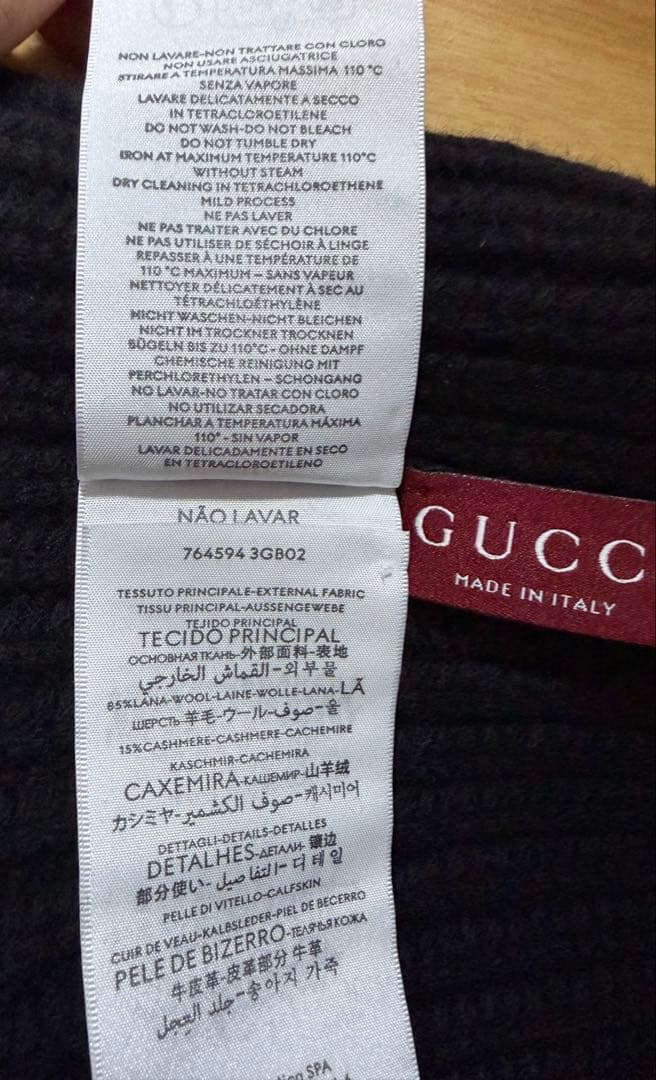 NON LAVARE-NON TRATTARE CON CLORO
NON USARE ASCIUGATRICE
STIRARE A TEMPERATURA MASSIMA 110 °C
SENZA VAPORE
LAVARE DELICATAMENTE A SECCO
IN TETRACLOROETILENE
DO NOT WASH-DO NOT BLEACH
DO NOT TUMBLE DRY
IRON AT MAXIMUM TEMPERATURE 110°C
WITHOUT STEAM
DRY CLEANING IN TETRACHLOROETHENE
MILD PROCESS
NE PAS LAVER
NE PAS TRAITER AVEC DU CHLORE
NE PAS UTILISER DE SÉCHOIR À LINGE
REPASSER À UNE TEMPÉRATURE DE
110 °C MAXIMUM – SANS VAPEUR
NETTOYER DÉLICATEMENT À SEC AU
TÉTRACHLOÉTHYLÈNE
NICHT WASCHEN-NICHT BLEICHEN
NICHT IM TROCKNER TROCKNEN
BÜGELN BIS ZU 110°C - OHNE DAMPF
CHEMISCHE REINIGUNG MIT
PERCHLORETHYLEN – SCHONGANG
NO LAVAR-NO TRATAR CON CLORO
NO UTILIZAR SECADORA
PLANCHAR A TEMPERATURA MÁXIMA
110° - SIN VAPOR
LAVAR DELICADAMENTE EN SECO
EN TETRACLOROETILENO
NÃO LAVAR
764594 3GB02
GUCC
MADE IN ITALY
TESSUTO PRINCIPALE-EXTERNAL FABRIC
TISSU PRINCIPAL-AUSSENGEWEBE
TEJIDO PRINCIPAL
TECIDO PRINCIPAL
ОСНОВНАЯ ТКАНЬ-外部面料-表地
القماش الخارجي-외부물
85%LANA-WOOL-LAINE-WOLLE-LANA-LÃ
ШЕРСТЬ-羊毛-ウール-صوف-울
15%CASHMERE-CASHMERE-CACHEMIRE
KASCHMIR-CACHEMIRA
CAXEMIRA-КАШЕМИР-山羊绒
カシミヤ-صوف الكشمير-캐시미어
DETTAGLI-DETAILS-DETALLES
DETALHES-ДЕТАЛИ-镶边
部分使い-التفاصيل-디테일
PELLE DI VITELLO-CALFSKIN
CUIR DE VEAU-KALBSLEDER-PIEL DE BECERRO
PELE DE BIZERRO-ТЕЛЯЧЬЯ КОЖА
牛皮革-皮革部分 牛革
جلد العجل-송아지 가죽
SPA